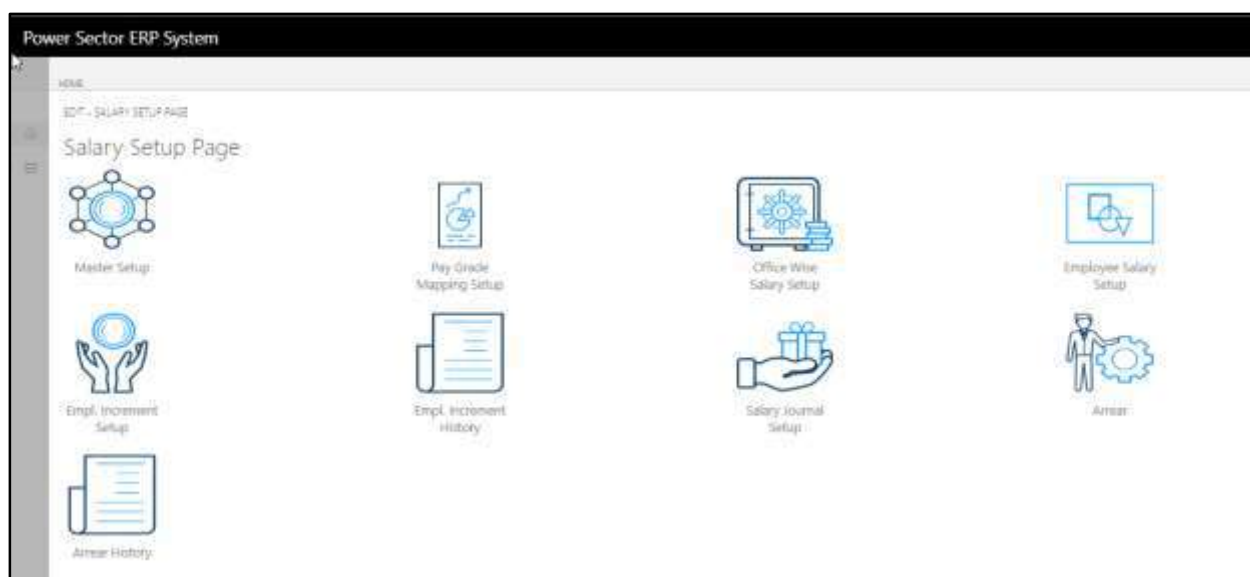 Power Sector ERP System
HOME
EDIT - SALARY SETUP PAGE
Salary Setup Page
Master Setup
Pay Grade
Mapping Setup
Office Wise
Salary Setup
Employee Salary
Setup
Empl. Increment
Setup
Empl. Increment
History
Salary Journal
Setup
Arrear
Arrear History